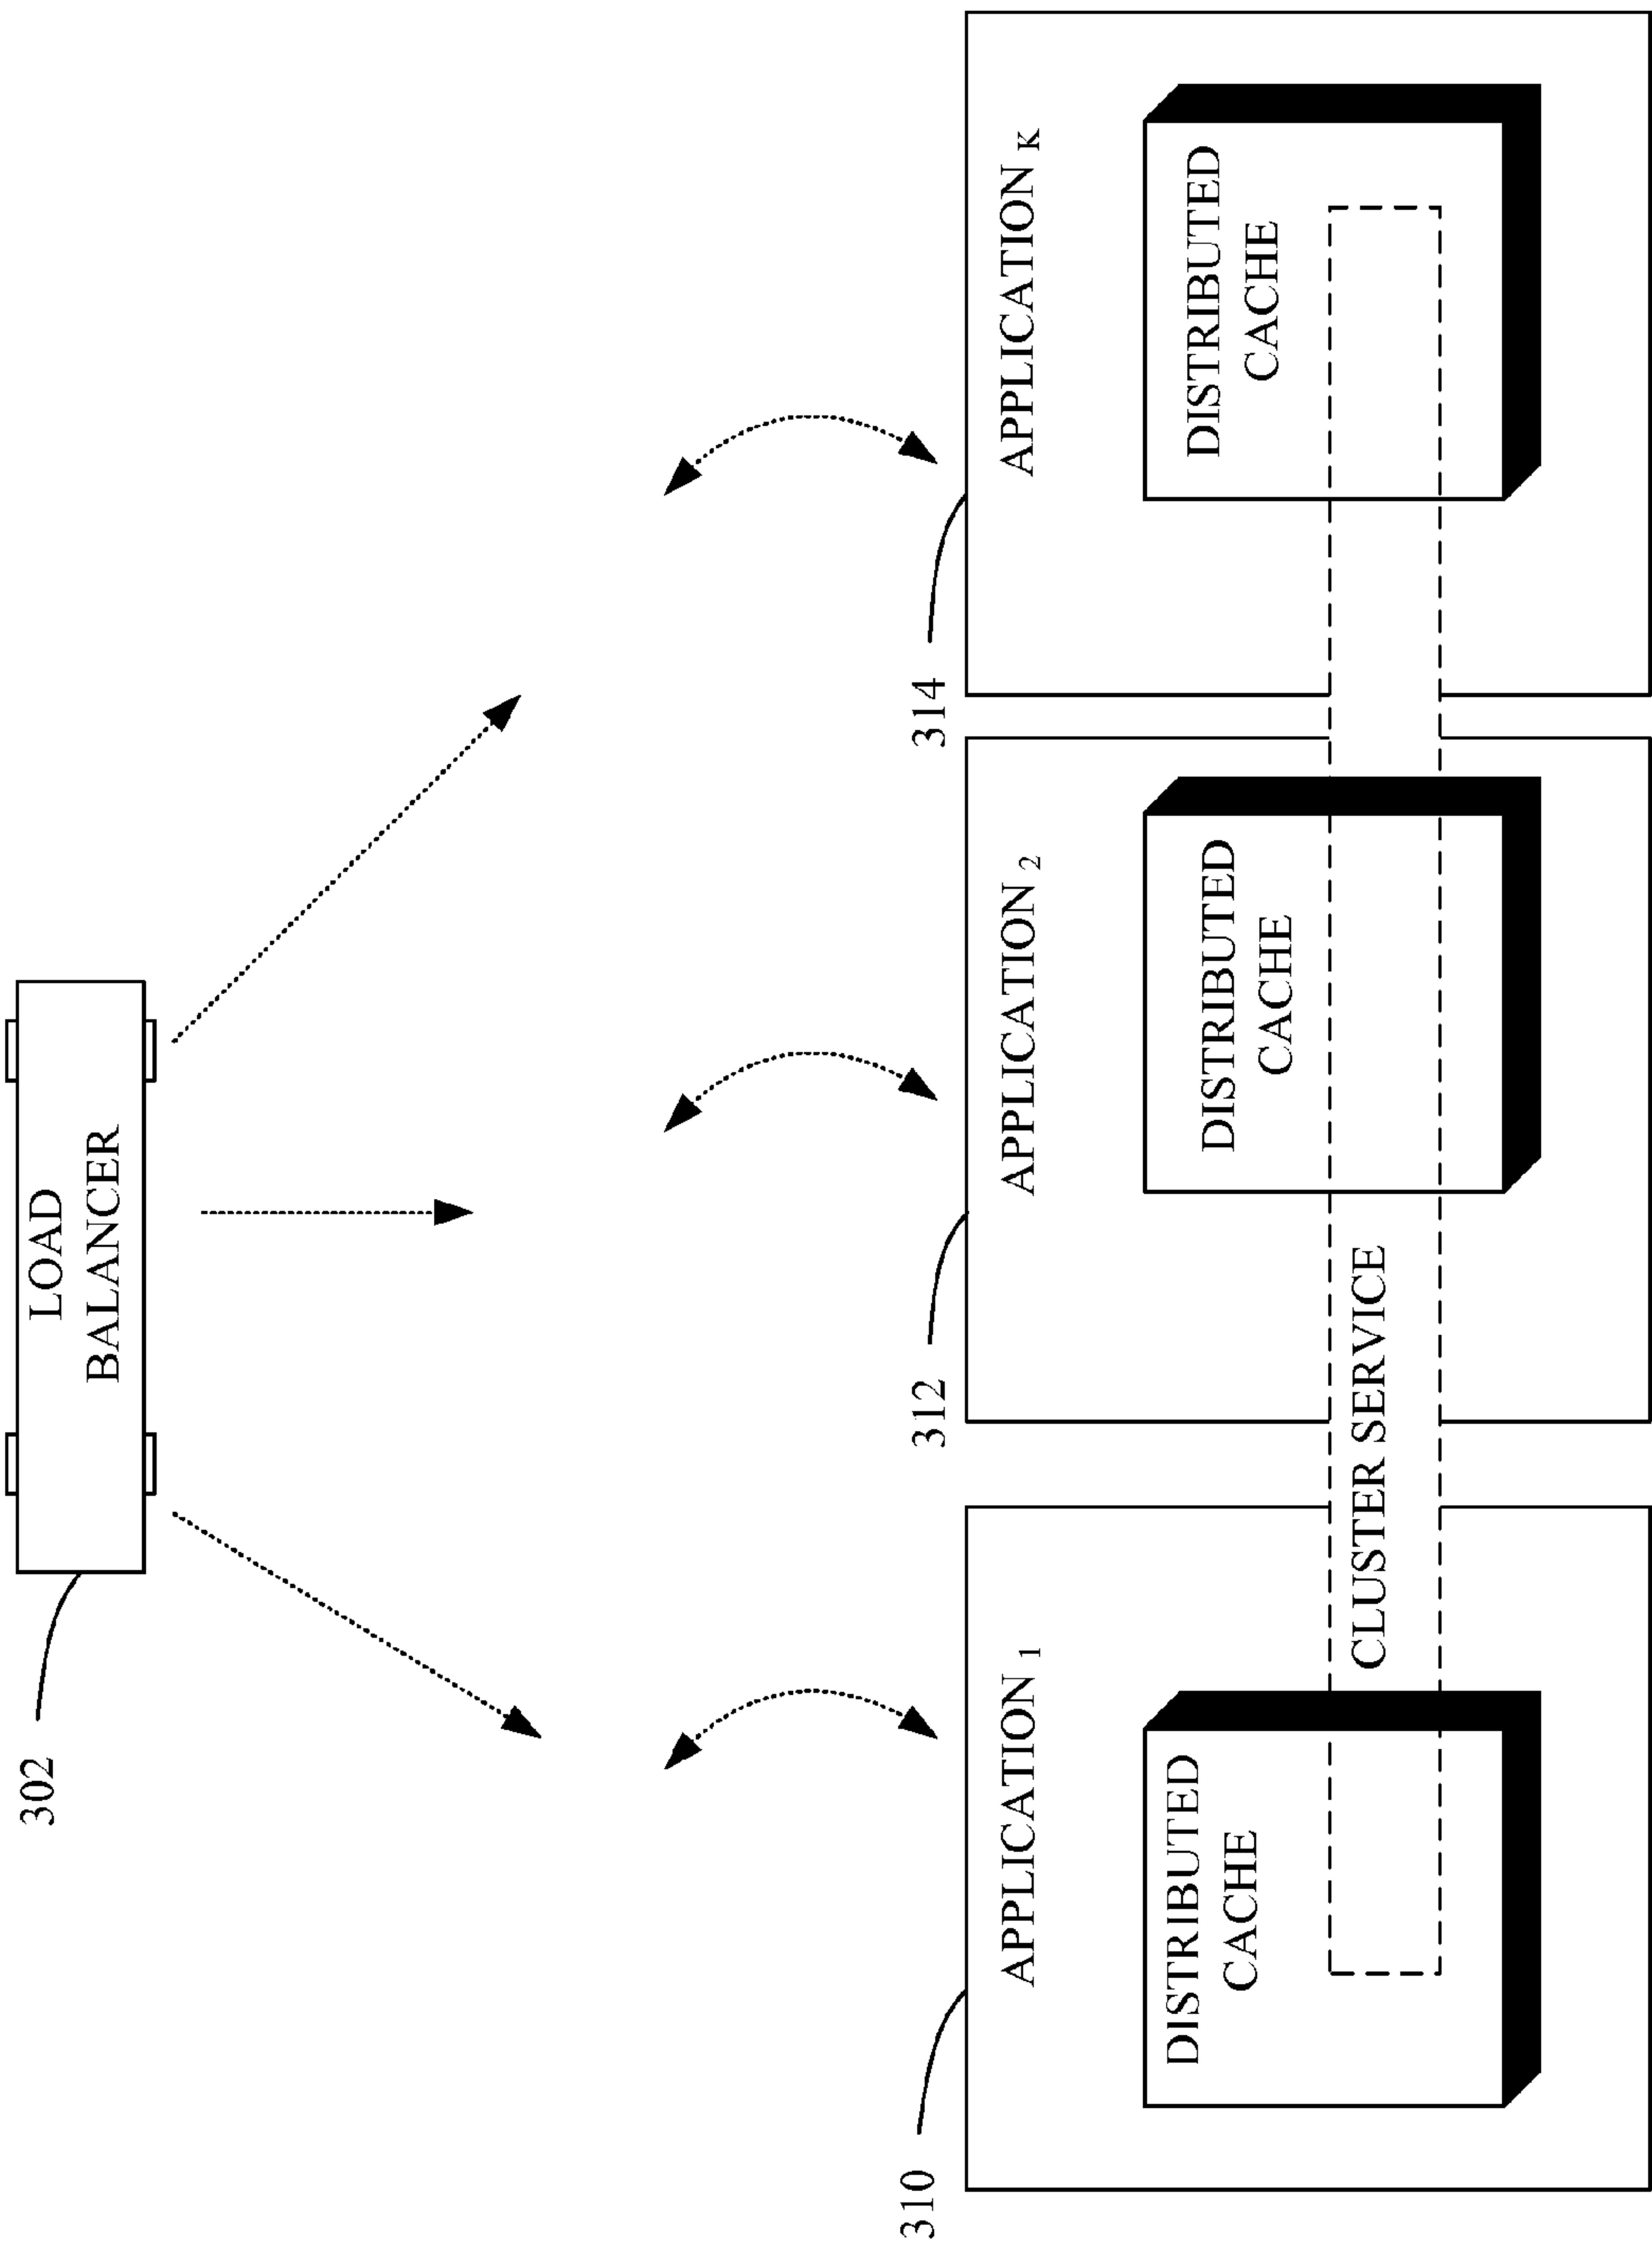 302
LOAD
BALANCER
310
APPLICATION 1
DISTRIBUTED
CACHE
312
APPLICATION 2
DISTRIBUTED
CACHE
314
APPLICATION K
DISTRIBUTED
CACHE
CLUSTER SERVICE